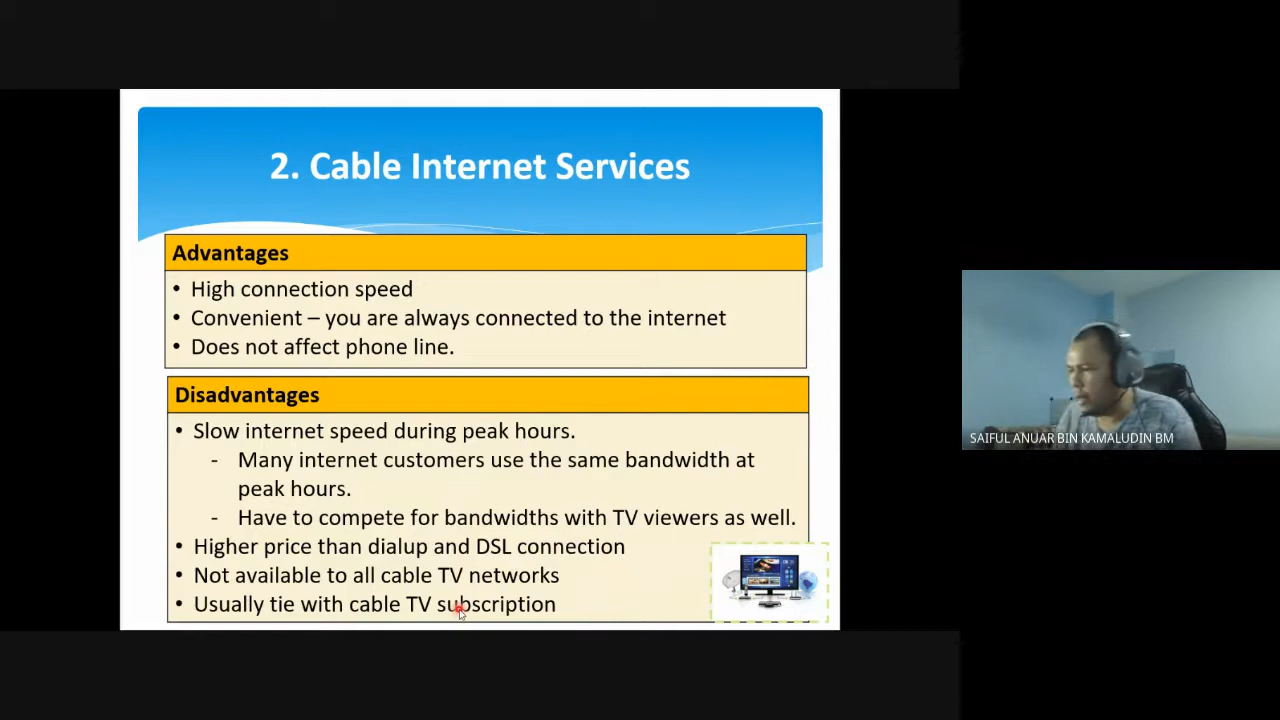 2. Cable Internet Services
Advantages
• High connection speed
• Convenient – you are always connected to the internet
• Does not affect phone line.
Disadvantages
• Slow internet speed during peak hours.
- Many internet customers use the same bandwidth at
peak hours.
- Have to compete for bandwidths with TV viewers as well.
• Higher price than dialup and DSL connection
• Not available to all cable TV networks
• Usually tie with cable TV subscription
SAIFUL ANUAR BIN KAMALUDIN BM